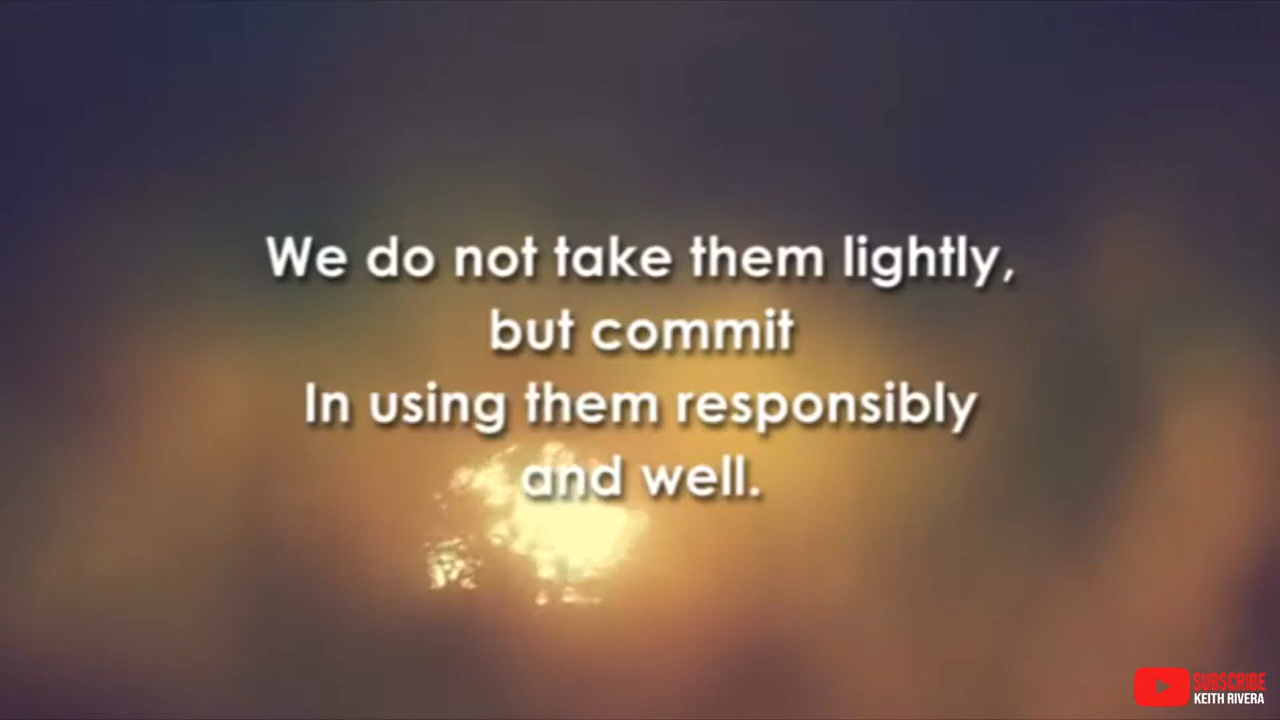 We do not take them lightly,
but commit
In using them responsibly
and well.
SUBSCRIBE
KEITH RIVERA